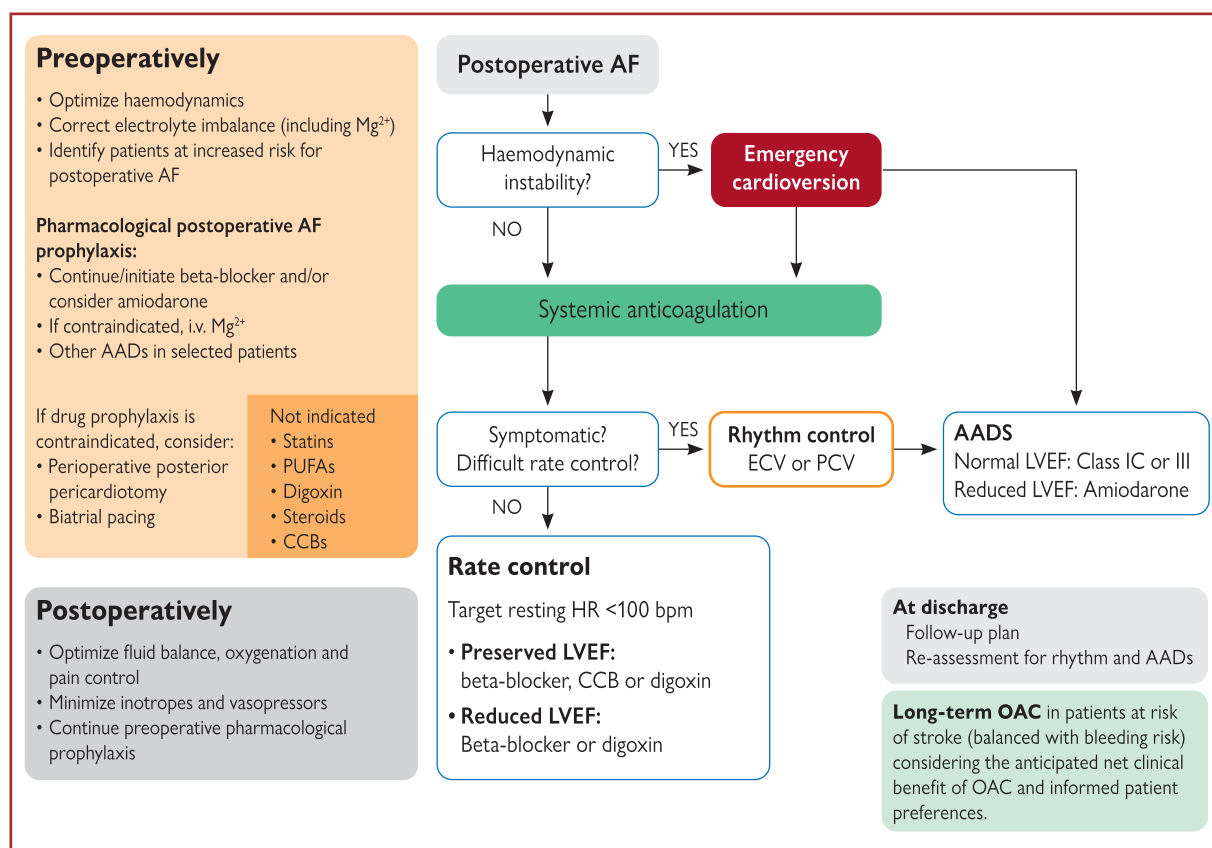 Preoperatively
• Optimize haemodynamics
• Correct electrolyte imbalance (including Mg²⁺)
• Identify patients at increased risk for
postoperative AF
Pharmacological postoperative AF
prophylaxis:
• Continue/initiate beta-blocker and/or
consider amiodarone
• If contraindicated, i.v. Mg²⁺
• Other AADs in selected patients
If drug prophylaxis is
contraindicated, consider:
• Perioperative posterior
pericardiotomy
• Biatrial pacing
Not indicated
• Statins
• PUFAs
• Digoxin
• Steroids
• CCBs
Postoperatively
• Optimize fluid balance, oxygenation and
pain control
• Minimize inotropes and vasopressors
• Continue preoperative pharmacological
prophylaxis
Postoperative AF
Haemodynamic
instability?
YES
Emergency
cardioversion
NO
Systemic anticoagulation
Symptomatic?
Difficult rate control?
YES
Rhythm control
ECV or PCV
AADS
Normal LVEF: Class IC or III
Reduced LVEF: Amiodarone
NO
Rate control
Target resting HR <100 bpm
• Preserved LVEF:
beta-blocker, CCB or digoxin
• Reduced LVEF:
Beta-blocker or digoxin
At discharge
Follow-up plan
Re-assessment for rhythm and AADs
Long-term OAC in patients at risk
of stroke (balanced with bleeding risk)
considering the anticipated net clinical
benefit of OAC and informed patient
preferences.